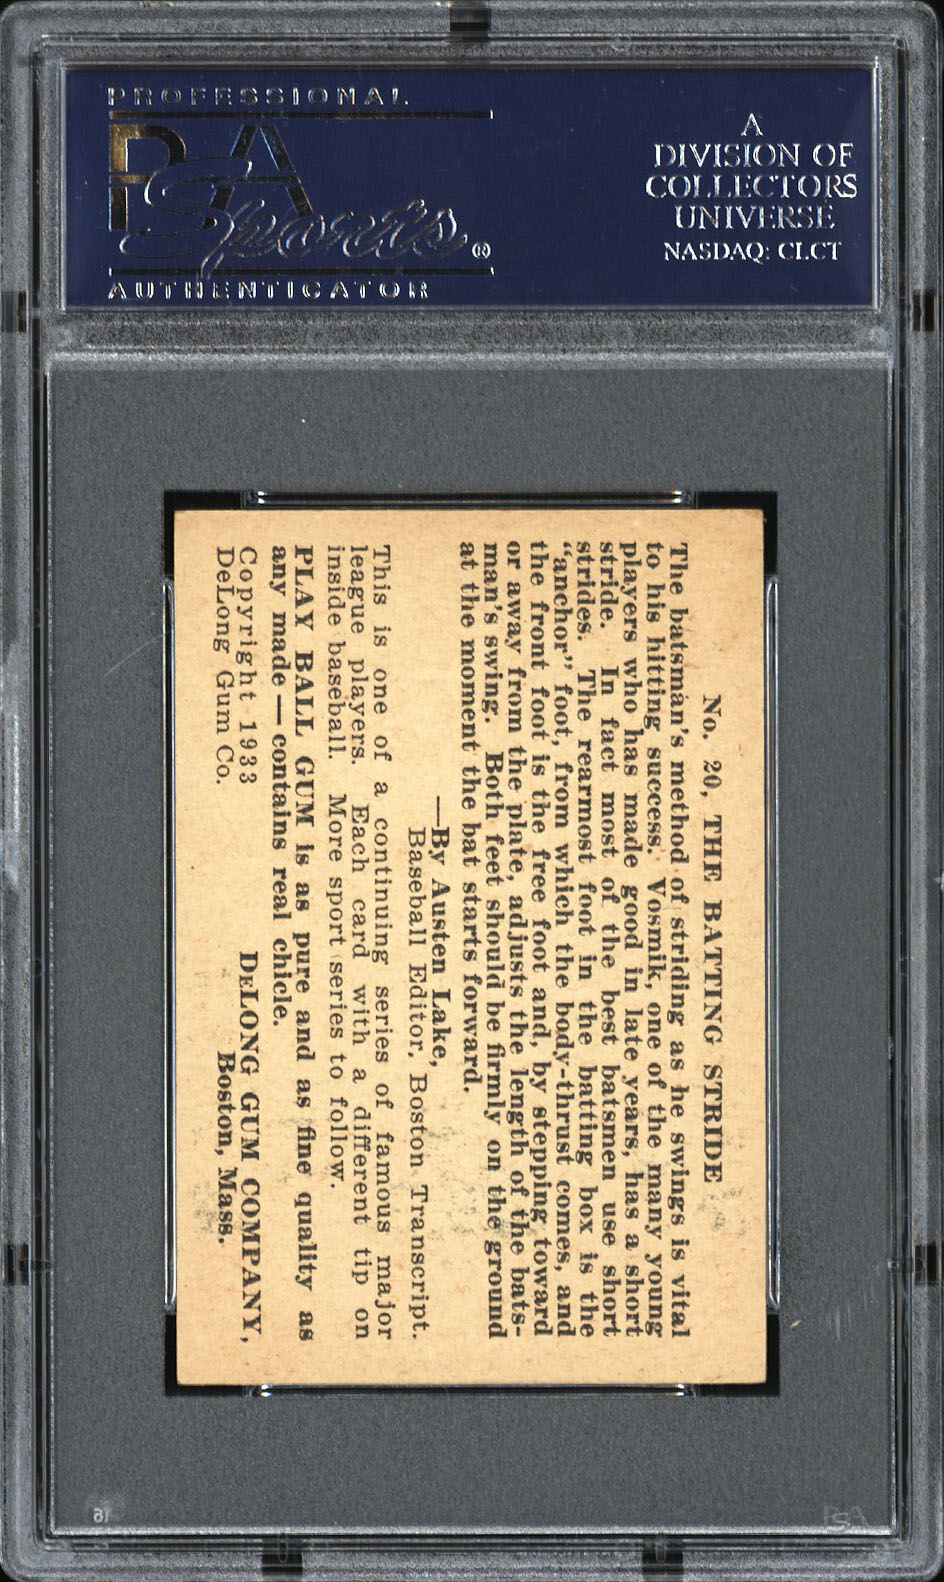 PROFESSIONAL
PSA
Sports®
AUTHENTICATOR
A
DIVISION OF
COLLECTORS
UNIVERSE
NASDAQ: CLCT
No. 20, THE BATTING STRIDE
The batsman's method of striding as he swings is vital
to his hitting success. Vosmik, one of the many young
players who has made good in late years, has a short
stride. In fact most of the best batsmen use short
strides. The rearmost foot in the batting box is the
“anchor” foot, from which the body-thrust comes, and
the front foot is the free foot and, by stepping toward
or away from the plate, adjusts the length of the bats-
man's swing. Both feet should be firmly on the ground
at the moment the bat starts forward.
—By Austen Lake,
Baseball Editor, Boston Transcript.
This is one of a continuing series of famous major
league players. Each card with a different tip on
inside baseball. More sport series to follow.
PLAY BALL GUM is as pure and as fine quality as
any made—contains real chicle.
DELONG GUM COMPANY,
Boston, Mass.
Copyright 1933
DeLong Gum Co.
PSA